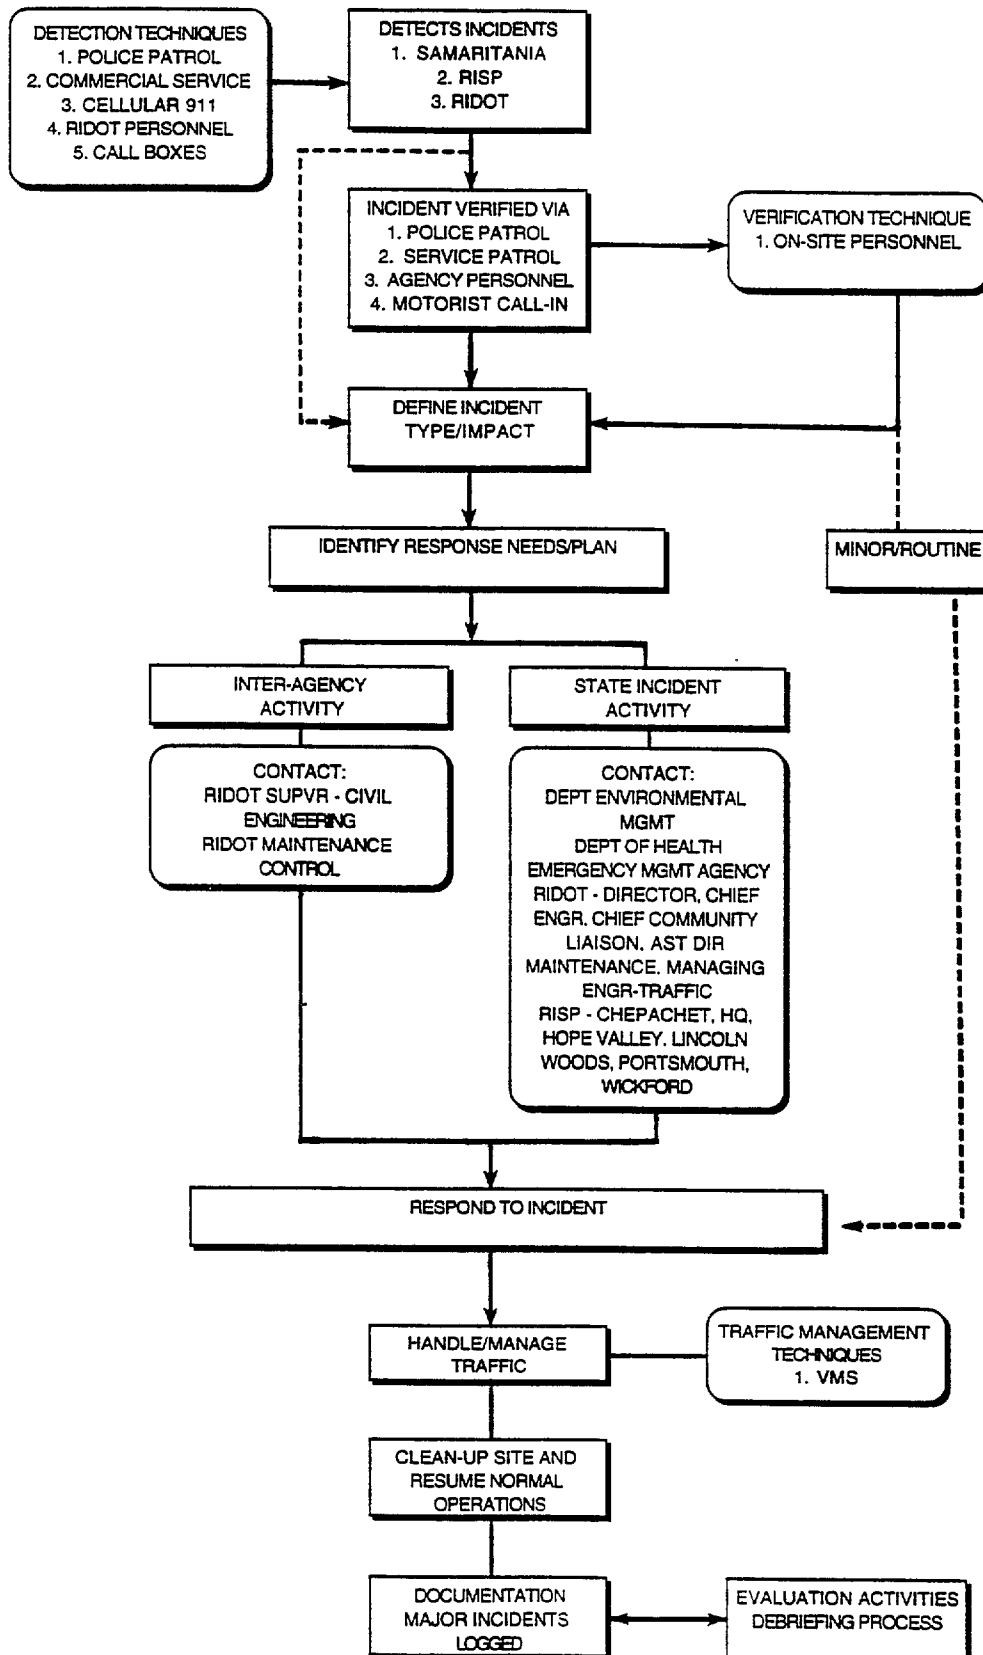 DETECTION TECHNIQUES
1. POLICE PATROL
2. COMMERCIAL SERVICE
3. CELLULAR 911
4. RIDOT PERSONNEL
5. CALL BOXES
DETECTS INCIDENTS
1. SAMARITANIA
2. RISP
3. RIDOT
INCIDENT VERIFIED VIA
1. POLICE PATROL
2. SERVICE PATROL
3. AGENCY PERSONNEL
4. MOTORIST CALL-IN
VERIFICATION TECHNIQUE
1. ON-SITE PERSONNEL
DEFINE INCIDENT
TYPE/IMPACT
IDENTIFY RESPONSE NEEDS/PLAN
MINOR/ROUTINE
INTER-AGENCY
ACTIVITY
STATE INCIDENT
ACTIVITY
CONTACT:
RIDOT SUPVR - CIVIL
ENGINEERING
RIDOT MAINTENANCE
CONTROL
CONTACT:
DEPT ENVIRONMENTAL
MGMT
DEPT OF HEALTH
EMERGENCY MGMT AGENCY
RIDOT - DIRECTOR, CHIEF
ENGR, CHIEF COMMUNITY
LIAISON, AST DIR
MAINTENANCE, MANAGING
ENGR-TRAFFIC
RISP - CHEPACHET, HQ,
HOPE VALLEY, LINCOLN
WOODS, PORTSMOUTH,
WICKFORD
RESPOND TO INCIDENT
HANDLE/MANAGE
TRAFFIC
TRAFFIC MANAGEMENT
TECHNIQUES
1. VMS
CLEAN-UP SITE AND
RESUME NORMAL
OPERATIONS
DOCUMENTATION
MAJOR INCIDENTS
LOGGED
EVALUATION ACTIVITIES
DEBRIEFING PROCESS